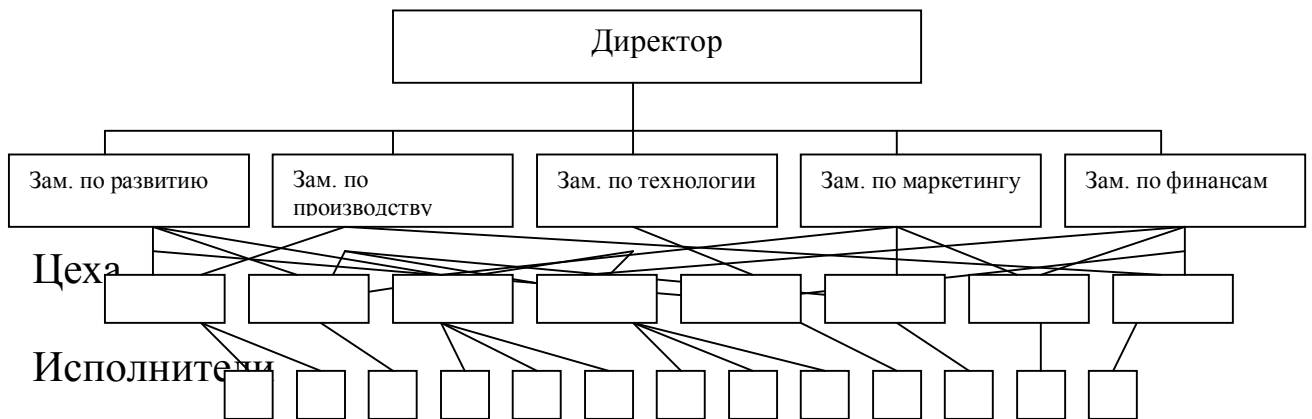 Директор
Зам. по развитию
Зам. по
производству
Зам. по технологии
Зам. по маркетингу
Зам. по финансам
Цеха
Исполнители